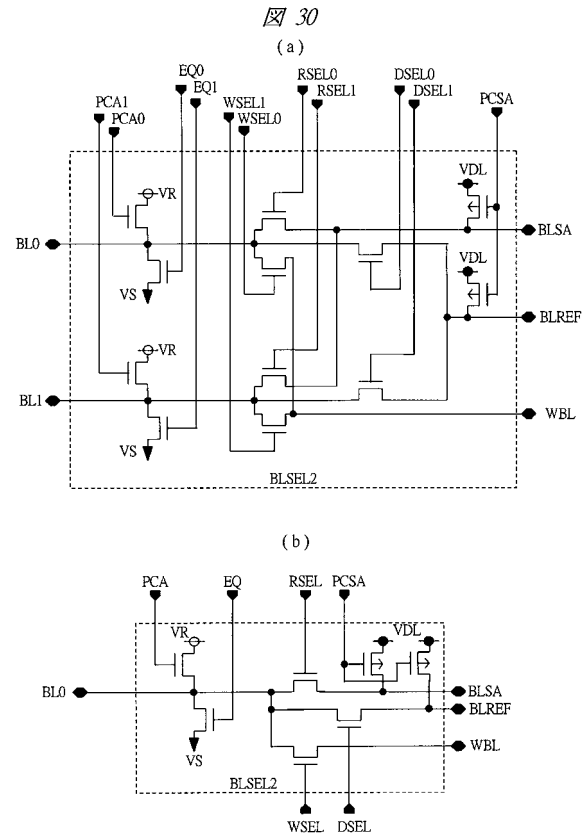 図 30
(a)
PCA1
PCA0
EQ0
EQ1
WSEL1
WSEL0
RSEL0
RSEL1
DSEL0
DSEL1
PCSA
VR
VDL
BL0
BLSA
VS
VDL
BLREF
VR
BL1
WBL
VS
BLSEL2
(b)
PCA
EQ
RSEL
PCSA
VR
VDL
BL0
BLSA
BLREF
WBL
VS
BLSEL2
WSEL
DSEL